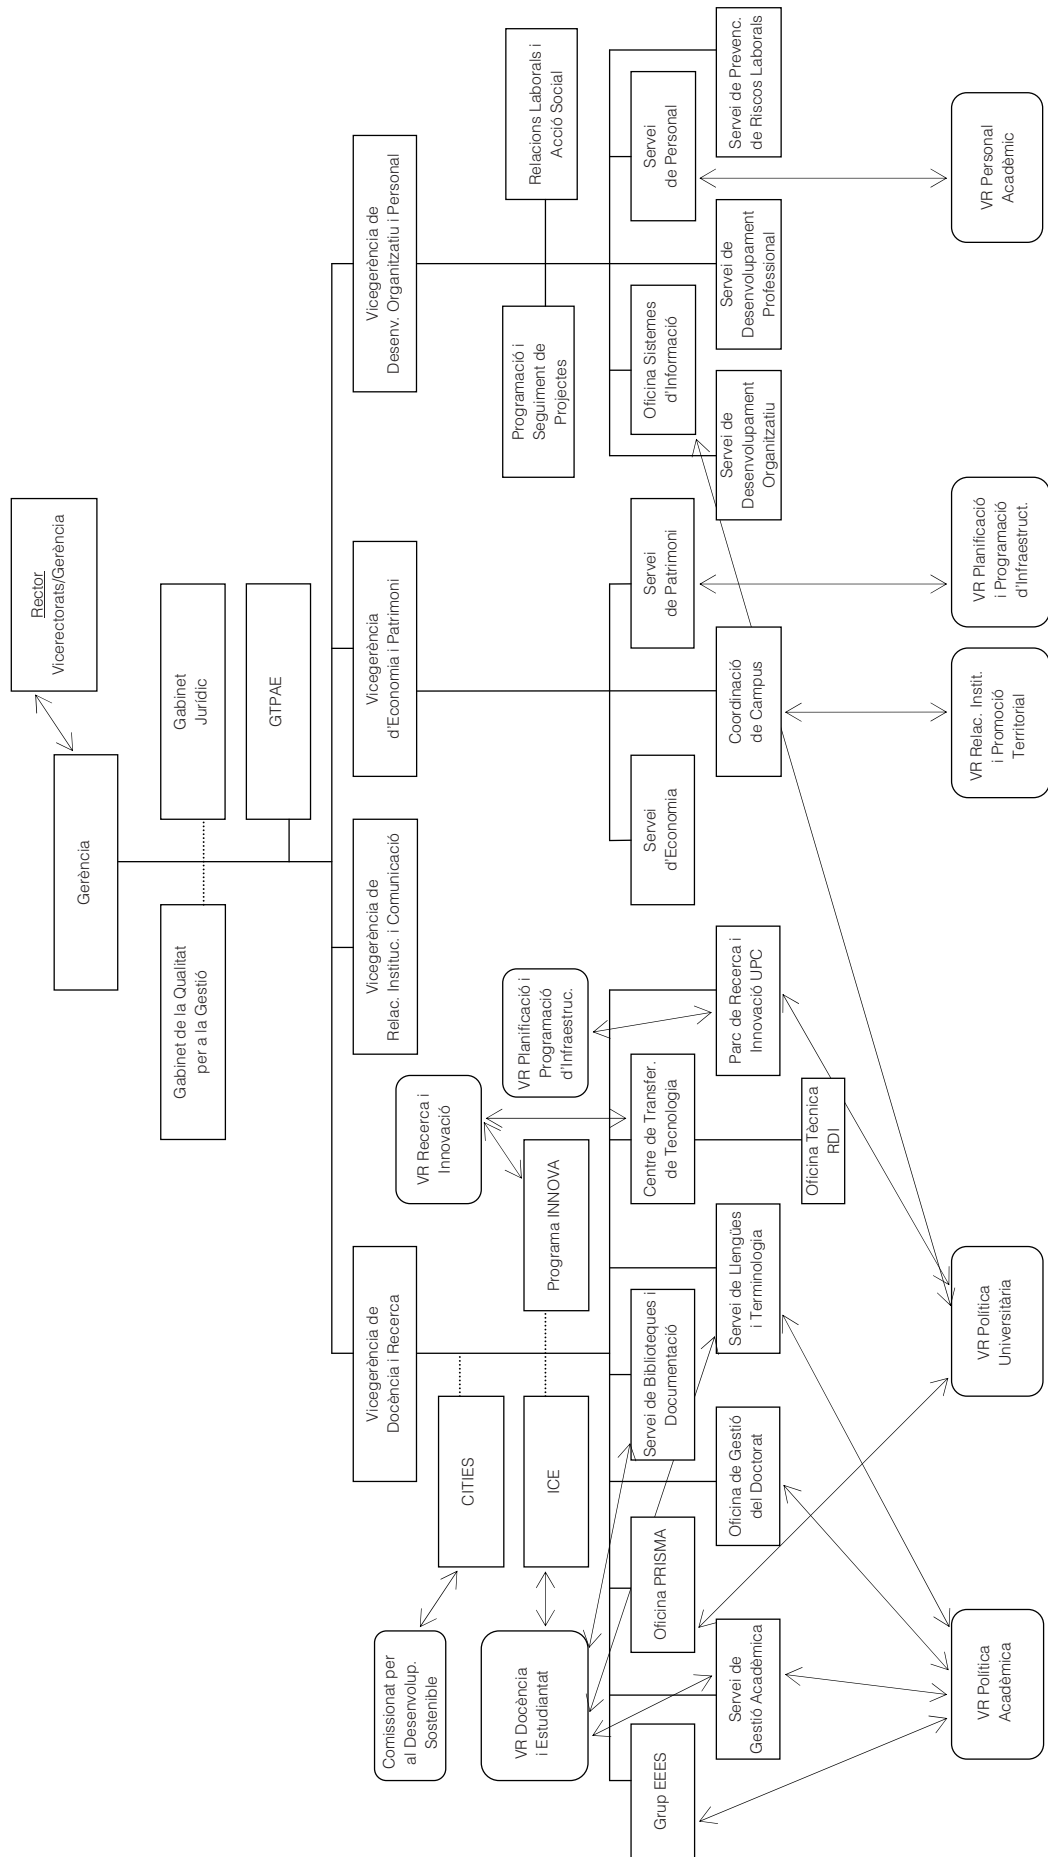 Rector
Vicerectorats/Gerència
Gerència
Gabinet de la Qualitat
per a la Gestió
Gabinet
Jurídic
GTPAE
Vicegerència de
Docència i Recerca
Vicegerència de
Relac. Instituc. i Comunicació
Vicegerència
d'Economia i Patrimoni
Vicegerència de
Desenv. Organitzatiu i Personal
Comissionat per
al Desenvolup.
Sostenible
CITIES
VR Recerca i
Innovació
VR Docència
i Estudiantat
ICE
Programa INNOVA
VR Planificació i
Programació
d'Infraestruc.
Programació i
Seguiment de
Projectes
Relacions Laborals i
Acció Social
Grup EEES
Oficina PRISMA
Servei de Biblioteques i
Documentació
Centre de Transfer.
de Tecnologia
Servei
d'Economia
Servei
de Patrimoni
Oficina Sistemes
d'Informació
Servei
de Personal
Servei de
Gestió Acadèmica
Oficina de Gestió
del Doctorat
Servei de Llengües
i Terminologia
Parc de Recerca i
Innovació UPC
Coordinació
de Campus
Servei de
Desenvolupament
Organitzatiu
Servei de
Desenvolupament
Professional
Servei de Prevenc.
de Riscos Laborals
Oficina Tècnica
RDI
VR Política
Acadèmica
VR Política
Universitària
VR Relac. Instit.
i Promoció
Territorial
VR Planificació
i Programació
d'Infraestruct.
VR Personal
Acadèmic